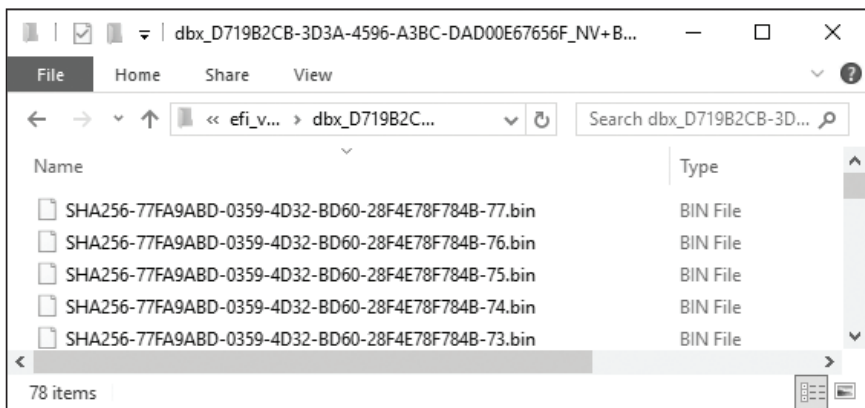 dbx_D719B2CB-3D3A-4596-A3BC-DAD00E67656F_NV+B...
File Home Share View
« efi_v... > dbx_D719B2C... Search dbx_D719B2CB-3D...
Name Type
SHA256-77FA9ABD-0359-4D32-BD60-28F4E78F784B-77.bin BIN File
SHA256-77FA9ABD-0359-4D32-BD60-28F4E78F784B-76.bin BIN File
SHA256-77FA9ABD-0359-4D32-BD60-28F4E78F784B-75.bin BIN File
SHA256-77FA9ABD-0359-4D32-BD60-28F4E78F784B-74.bin BIN File
SHA256-77FA9ABD-0359-4D32-BD60-28F4E78F784B-73.bin BIN File
78 items